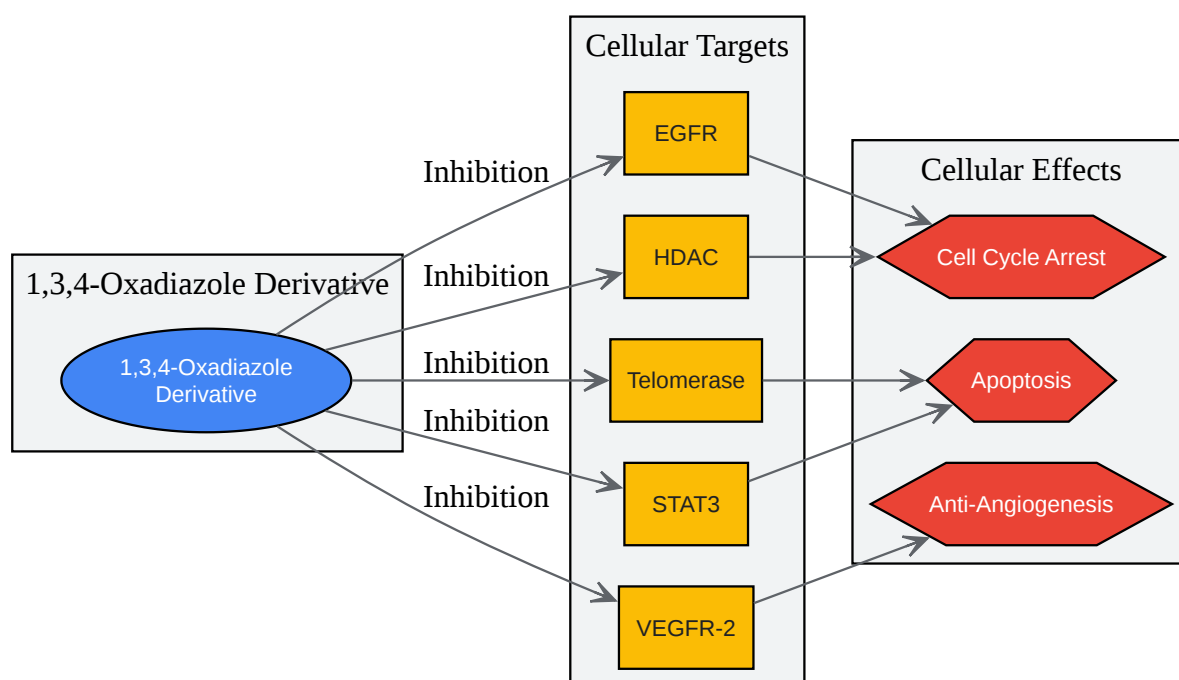 1,3,4-Oxadiazole Derivative
1,3,4-Oxadiazole
Derivative
Inhibition
Inhibition
Inhibition
Inhibition
Inhibition
Cellular Targets
EGFR
HDAC
Telomerase
STAT3
VEGFR-2
Cellular Effects
Cell Cycle Arrest
Apoptosis
Anti-Angiogenesis